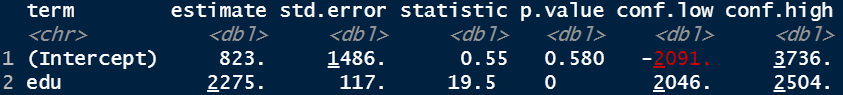 term estimate std.error statistic p.value conf.low conf.high
<chr> <dbl> <dbl> <dbl> <dbl> <dbl> <dbl>
1 (Intercept) 823. 1486. 0.55 0.580 -2091. 3736.
2 edu 2275. 117. 19.5 0 2046. 2504.